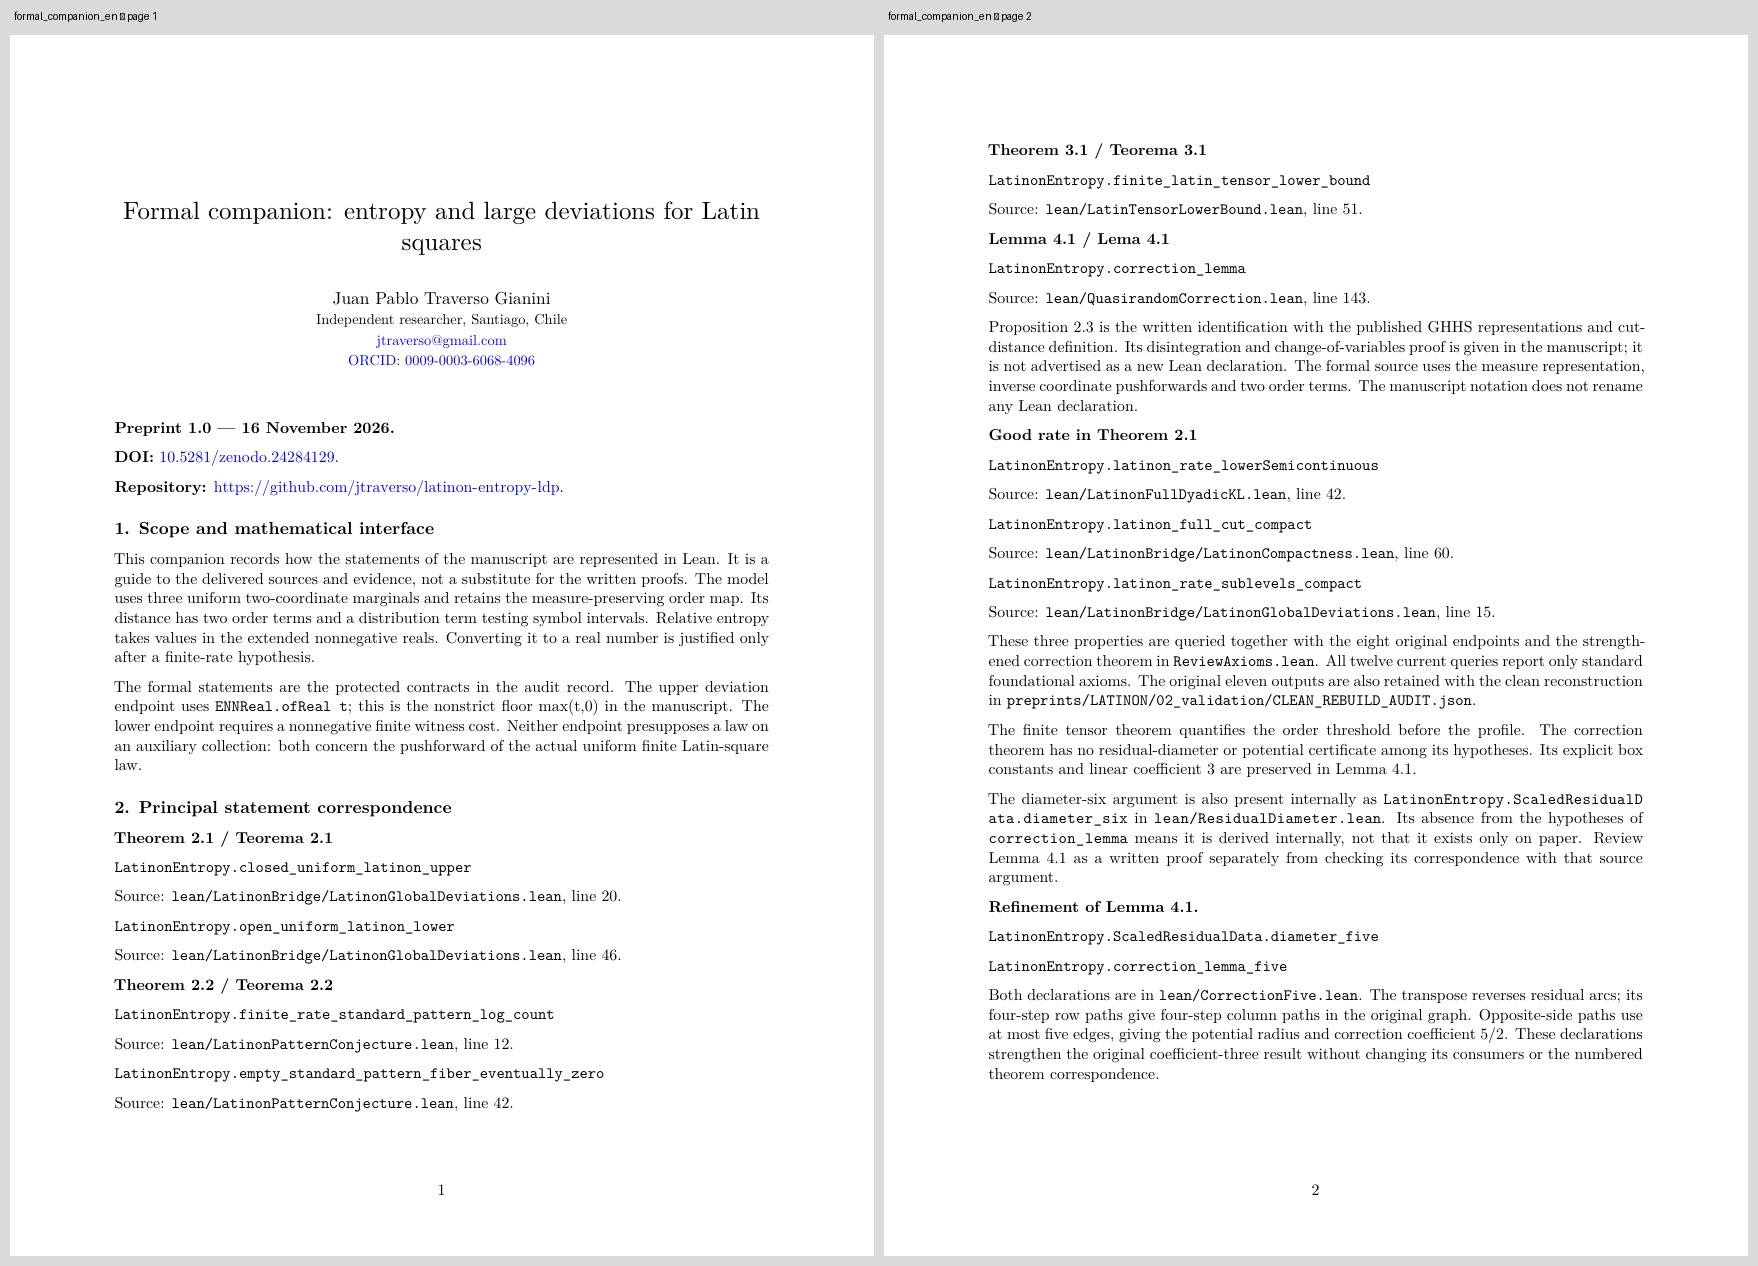 formal_companion_en page 1
Formal companion: entropy and large deviations for Latin
squares
Juan Pablo Traverso Gianini
Independent researcher, Santiago, Chile
jtraverso@gmail.com
ORCID: 0009-0003-6068-4096
Preprint 1.0 — 16 November 2026.
DOI: 10.5281/zenodo.24284129.
Repository: https://github.com/jtraverso/latinon-entropy-ldp.
1. Scope and mathematical interface
This companion records how the statements of the manuscript are represented in Lean. It is a
guide to the delivered sources and evidence, not a substitute for the written proofs. The model
uses three uniform two-coordinate marginals and retains the measure-preserving order map. Its
distance has two order terms and a distribution term testing symbol intervals. Relative entropy
takes values in the extended nonnegative reals. Converting it to a real number is justified only
after a finite-rate hypothesis.
The formal statements are the protected contracts in the audit record. The upper deviation
endpoint uses ENNReal.ofReal t; this is the nonstrict floor max(t,0) in the manuscript. The
lower endpoint requires a nonnegative finite witness cost. Neither endpoint presupposes a law on
an auxiliary collection: both concern the pushforward of the actual uniform finite Latin-square
law.
2. Principal statement correspondence
Theorem 2.1 / Teorema 2.1
LatinonEntropy.closed_uniform_latinon_upper
Source: lean/LatinonBridge/LatinonGlobalDeviations.lean, line 20.
LatinonEntropy.open_uniform_latinon_lower
Source: lean/LatinonBridge/LatinonGlobalDeviations.lean, line 46.
Theorem 2.2 / Teorema 2.2
LatinonEntropy.finite_rate_standard_pattern_log_count
Source: lean/LatinonPatternConjecture.lean, line 12.
LatinonEntropy.empty_standard_pattern_fiber_eventually_zero
Source: lean/LatinonPatternConjecture.lean, line 42.
1
formal_companion_en page 2
Theorem 3.1 / Teorema 3.1
LatinonEntropy.finite_latin_tensor_lower_bound
Source: lean/LatinTensorLowerBound.lean, line 51.
Lemma 4.1 / Lema 4.1
LatinonEntropy.correction_lemma
Source: lean/QuasirandomCorrection.lean, line 143.
Proposition 2.3 is the written identification with the published GHHS representations and cut-
distance definition. Its disintegration and change-of-variables proof is given in the manuscript; it
is not advertised as a new Lean declaration. The formal source uses the measure representation,
inverse coordinate pushforwards and two order terms. The manuscript notation does not rename
any Lean declaration.
Good rate in Theorem 2.1
LatinonEntropy.latinon_rate_lowerSemicontinuous
Source: lean/LatinonFullDyadicKL.lean, line 42.
LatinonEntropy.latinon_full_cut_compact
Source: lean/LatinonBridge/LatinonCompactness.lean, line 60.
LatinonEntropy.latinon_rate_sublevels_compact
Source: lean/LatinonBridge/LatinonGlobalDeviations.lean, line 15.
These three properties are queried together with the eight original endpoints and the strength-
ened correction theorem in ReviewAxioms.lean. All twelve current queries report only standard
foundational axioms. The original eleven outputs are also retained with the clean reconstruction
in preprints/LATINON/02_validation/CLEAN_REBUILD_AUDIT.json.
The finite tensor theorem quantifies the order threshold before the profile. The correction
theorem has no residual-diameter or potential certificate among its hypotheses. Its explicit box
constants and linear coefficient 3 are preserved in Lemma 4.1.
The diameter-six argument is also present internally as LatinonEntropy.ScaledResidualD
ata.diameter_six in lean/ResidualDiameter.lean. Its absence from the hypotheses of
correction_lemma means it is derived internally, not that it exists only on paper. Review
Lemma 4.1 as a written proof separately from checking its correspondence with that source
argument.
Refinement of Lemma 4.1.
LatinonEntropy.ScaledResidualData.diameter_five
LatinonEntropy.correction_lemma_five
Both declarations are in lean/CorrectionFive.lean. The transpose reverses residual arcs; its
four-step row paths give four-step column paths in the original graph. Opposite-side paths use
at most five edges, giving the potential radius and correction coefficient 5/2. These declarations
strengthen the original coefficient-three result without changing its consumers or the numbered
theorem correspondence.
2